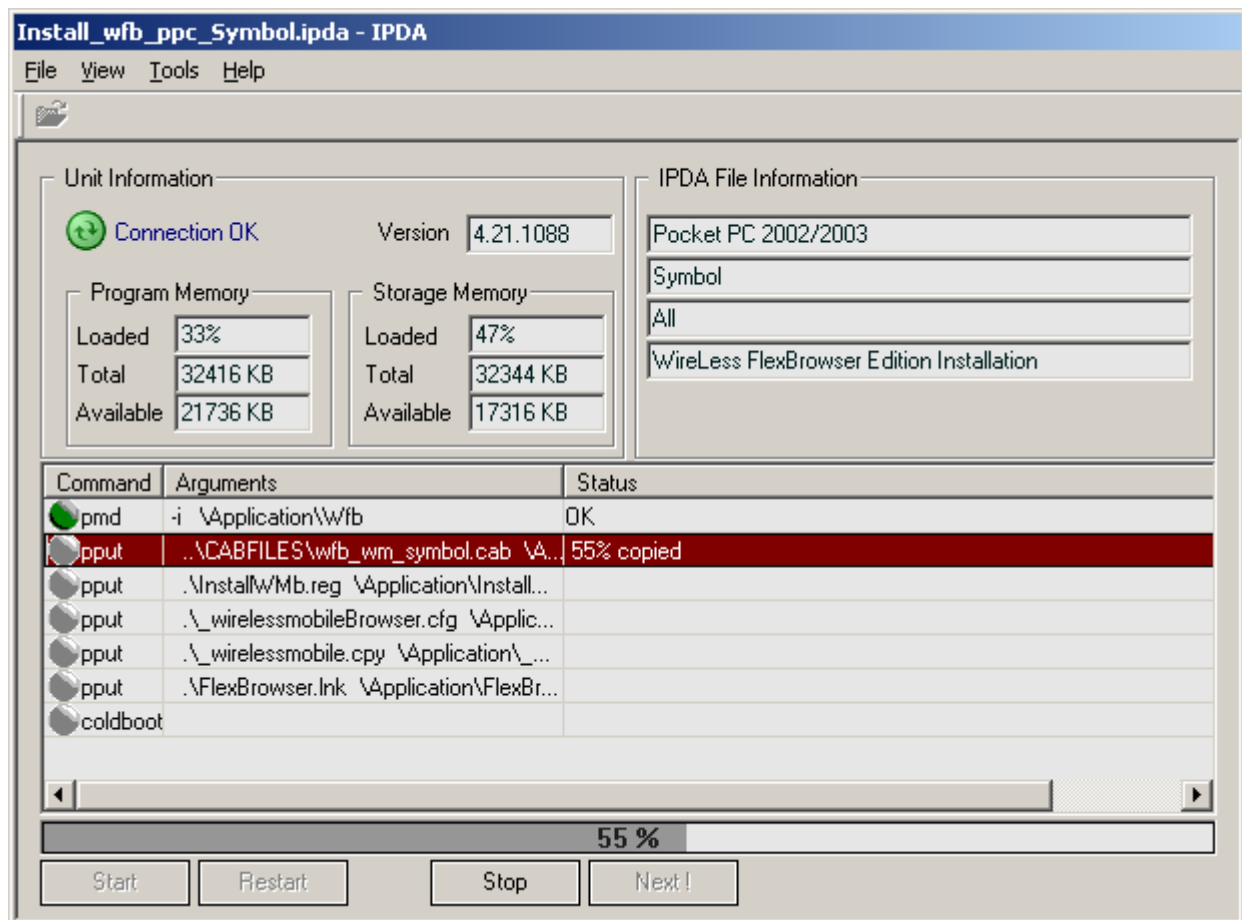 Install_wfb_ppc_Symbol.ipda - IPDA
File View Tools Help
Unit Information
Connection OK
Version 4.21.1088
Program Memory
Loaded 33%
Total 32416 KB
Available 21736 KB
Storage Memory
Loaded 47%
Total 32344 KB
Available 17316 KB
IPDA File Information
Pocket PC 2002/2003
Symbol
All
WireLess FlexBrowser Edition Installation
Command Arguments Status
pmd -i \Application\Wfb OK
pput ..\CABFILES\wfb_wm_symbol.cab \A... 55% copied
pput .\InstallWMb.reg \Application\Install...
pput .\_wirelessmobileBrowser.cfg \Applic...
pput .\_wirelessmobile.cpy \Application\_...
pput .\FlexBrowser.lnk \Application\FlexBr...
coldboot
55 %
Start Restart Stop Next !